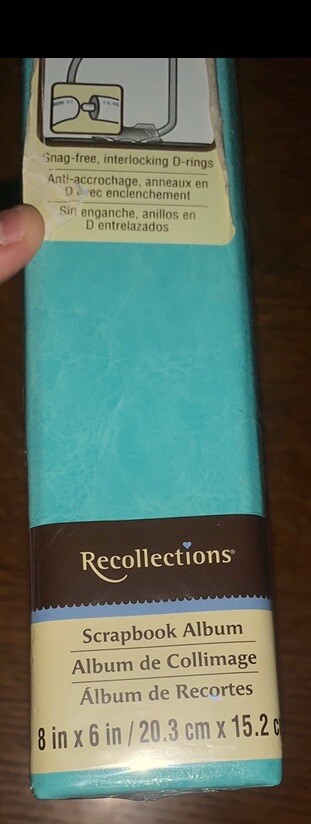 Snag-free, interlocking D-rings
Anti-accrochage, anneaux en
D avec enclenchement
Sin enganche, anillos en
D entrelazados
Recollections®
Scrapbook Album
Album de Collimage
Álbum de Recortes
8 in x 6 in / 20.3 cm x 15.2 c